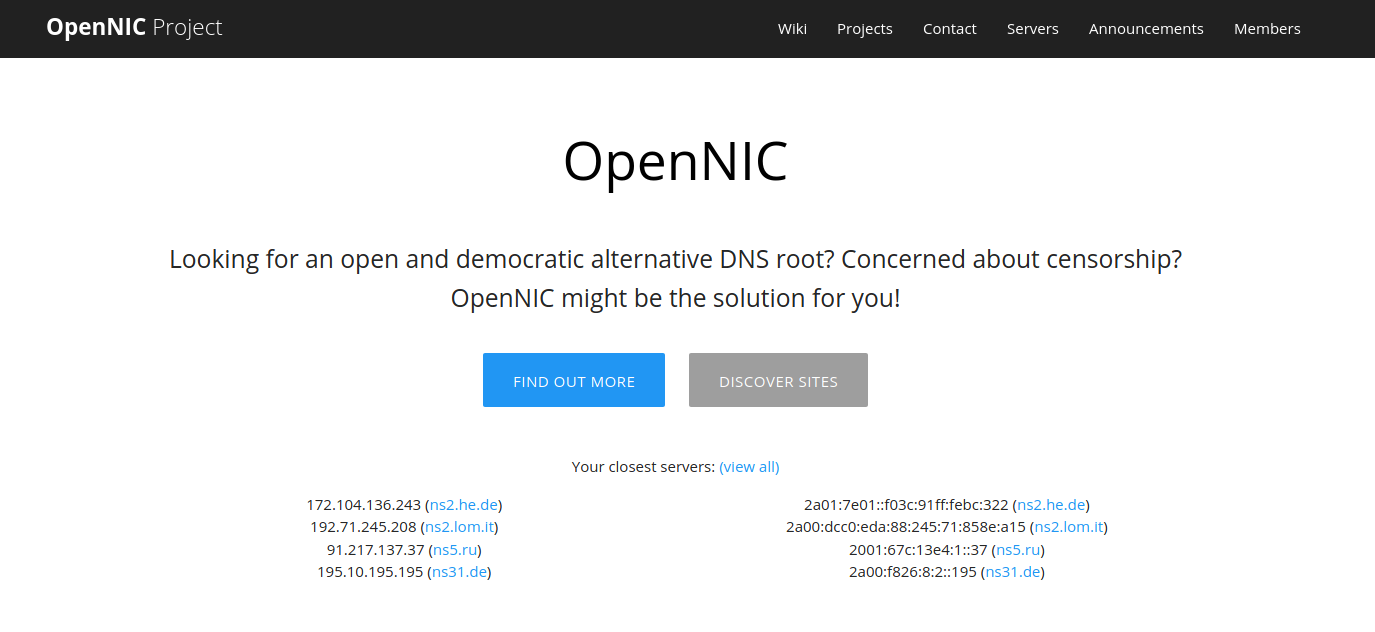 OpenNIC Project
Wiki Projects Contact Servers Announcements Members
OpenNIC
Looking for an open and democratic alternative DNS root? Concerned about censorship?
OpenNIC might be the solution for you!
FIND OUT MORE
DISCOVER SITES
Your closest servers: (view all)
172.104.136.243 (ns2.he.de)
192.71.245.208 (ns2.lom.it)
91.217.137.37 (ns5.ru)
195.10.195.195 (ns31.de)
2a01:7e01::f03c:91ff:febc:322 (ns2.he.de)
2a00:dcc0:eda:88:245:71:858e:a15 (ns2.lom.it)
2001:67c:13e4:1::37 (ns5.ru)
2a00:f826:8:2::195 (ns31.de)